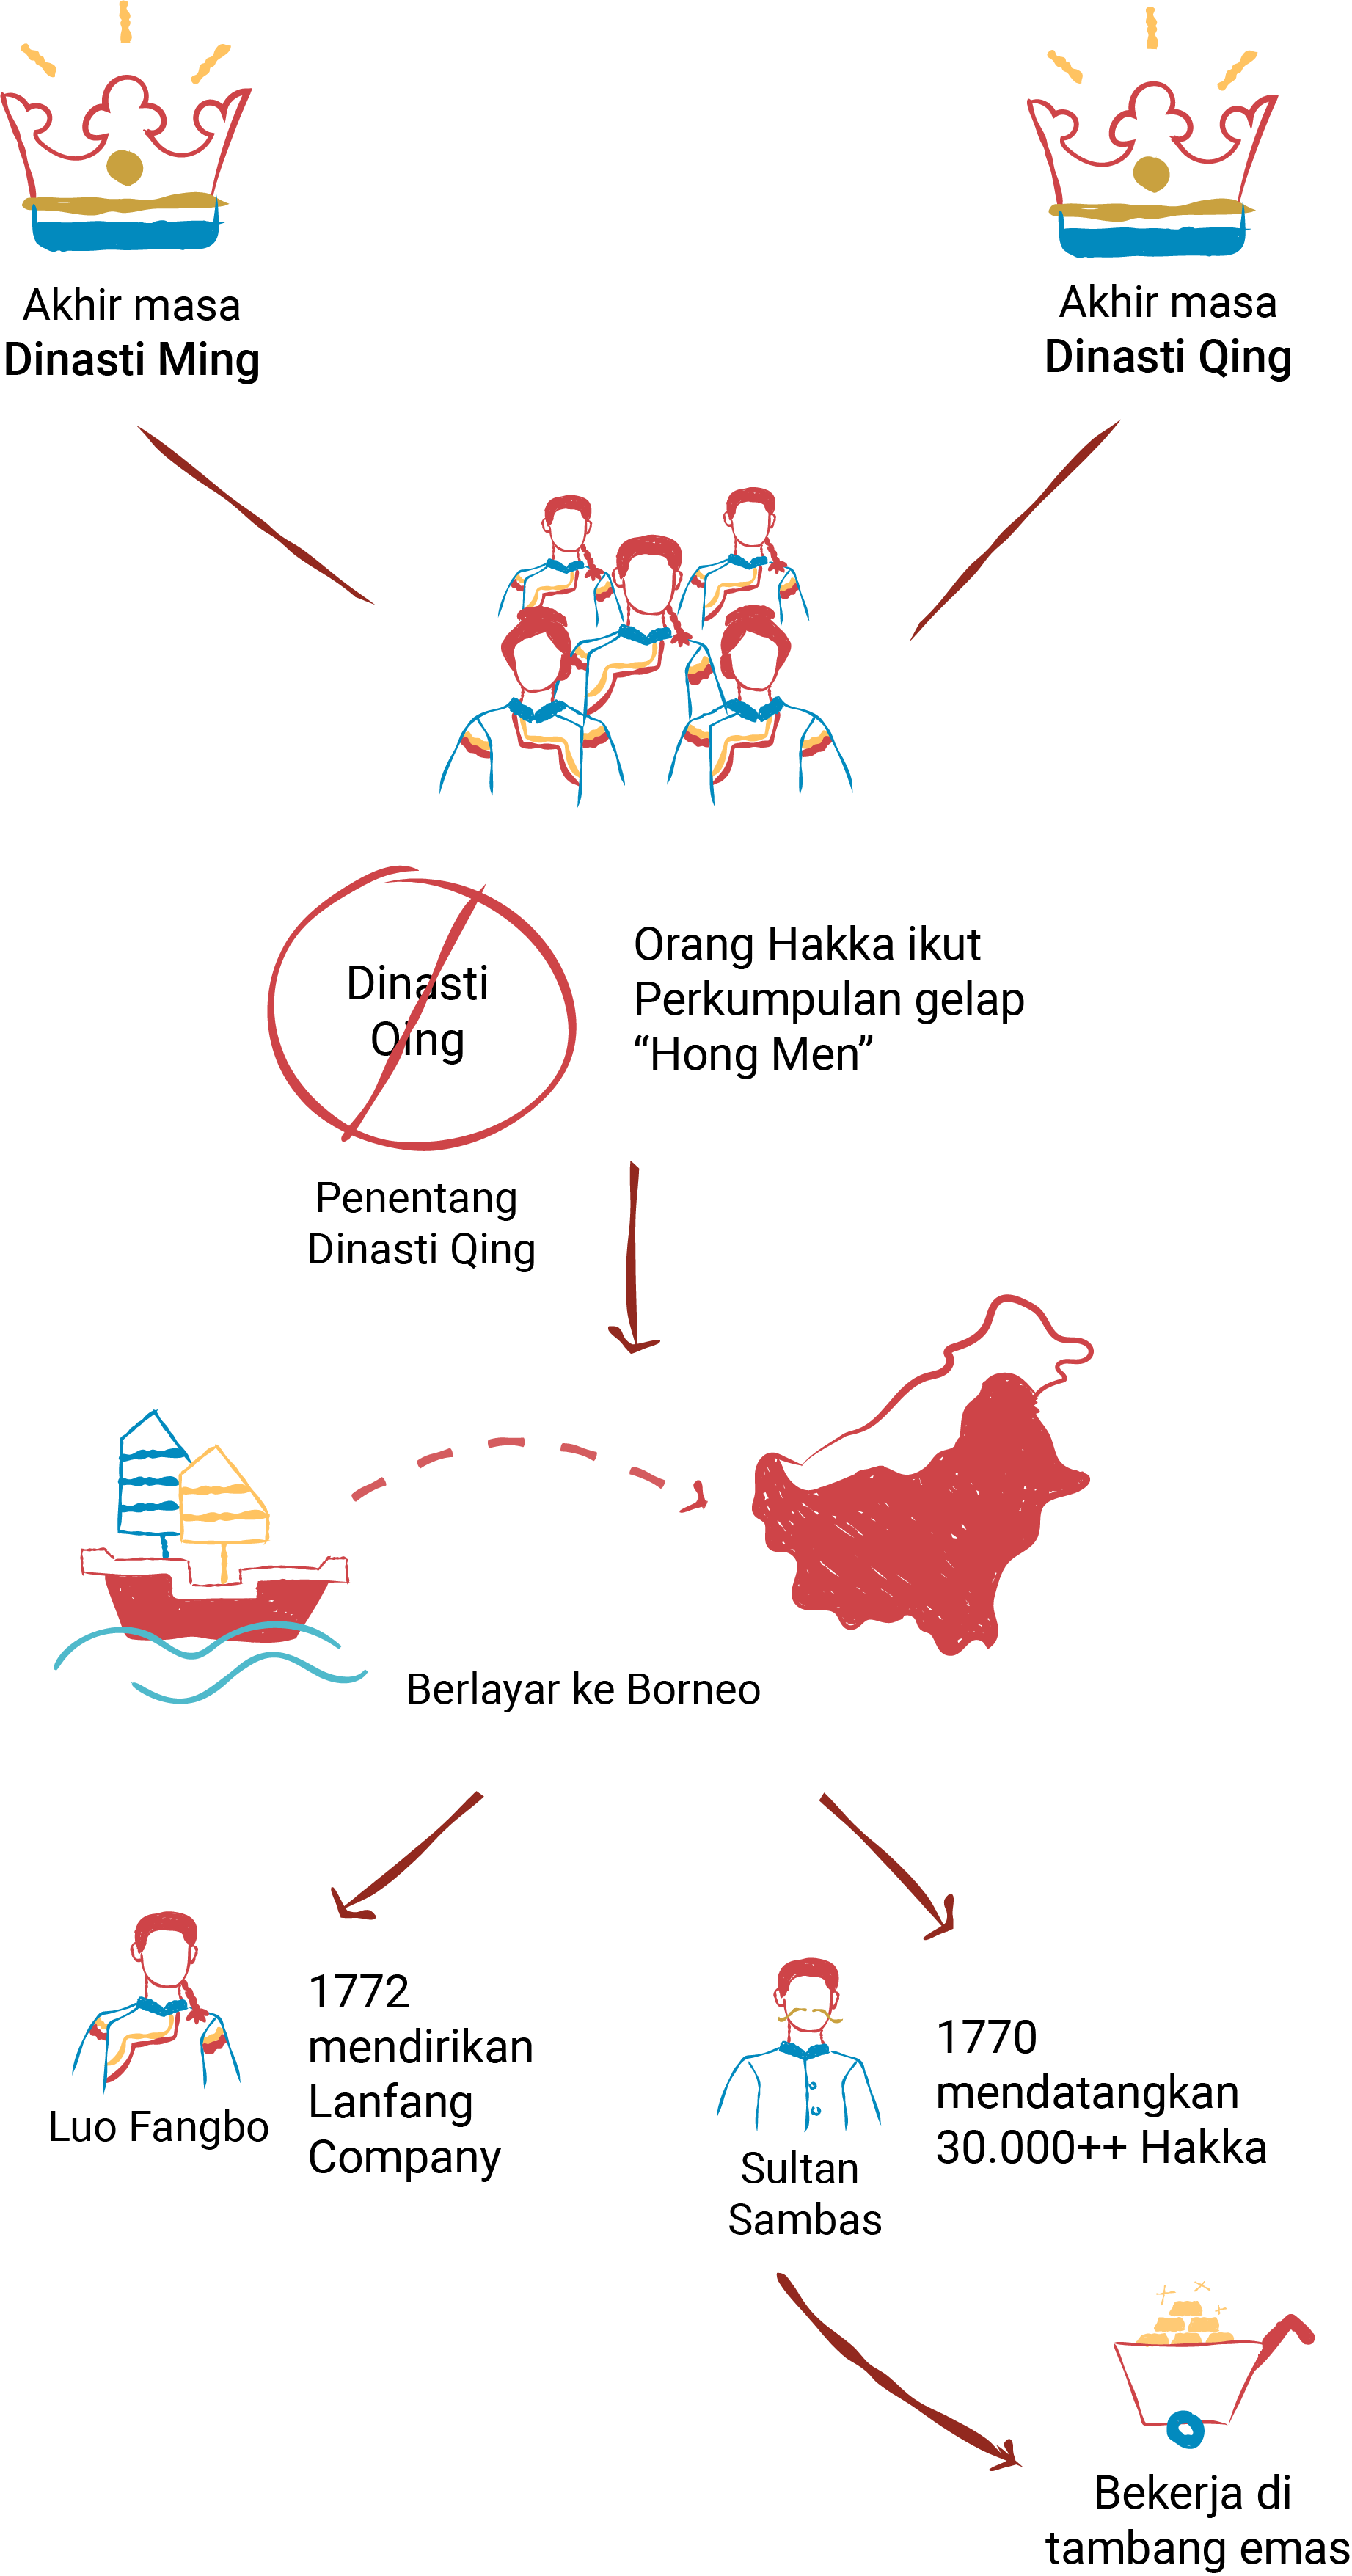 Akhir masa
Dinasti Ming
Akhir masa
Dinasti Qing
Dinasti
Qing
Orang Hakka ikut
Perkumpulan gelap
“Hong Men”
Penentang
Dinasti Qing
Berlayar ke Borneo
Luo Fangbo
1772
mendirikan
Lanfang
Company
Sultan
Sambas
1770
mendatangkan
30.000++ Hakka
Bekerja di
tambang emas